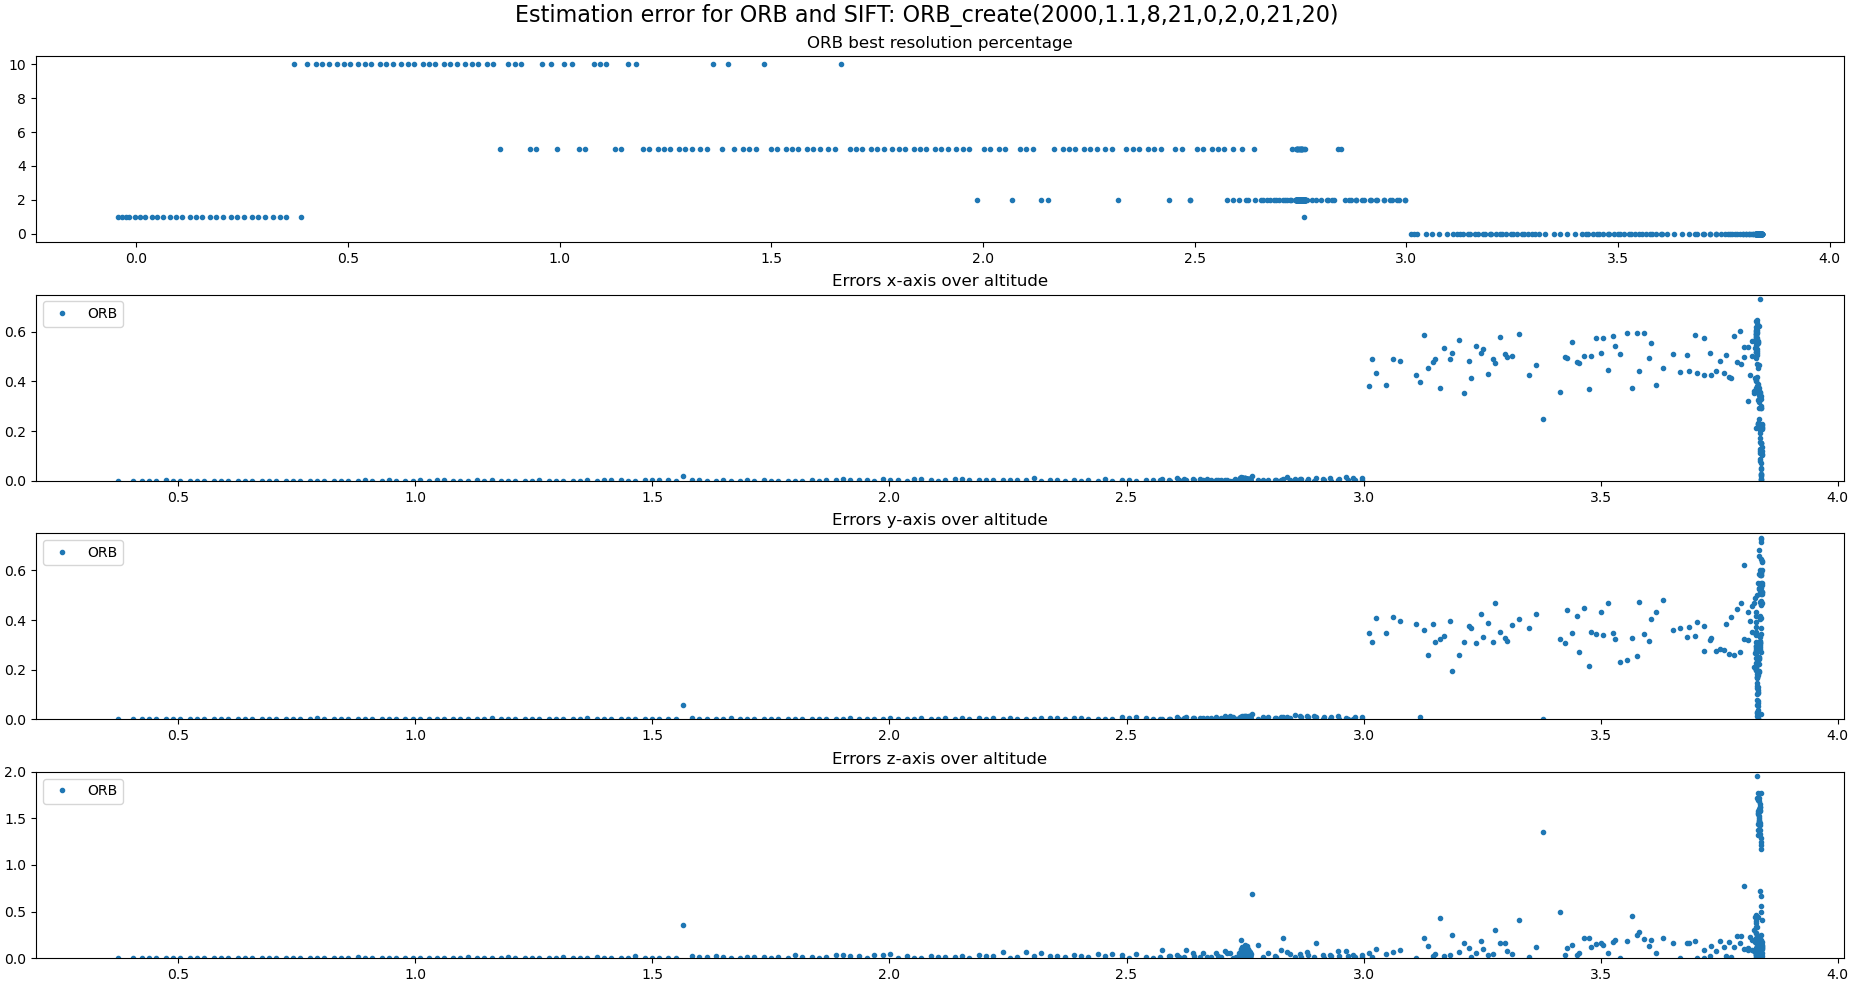 Estimation error for ORB and SIFT: ORB_create(2000,1.1,8,21,0,2,0,21,20)
ORB best resolution percentage
10
8
6
4
2
0
0.0 0.5 1.0 1.5 2.0 2.5 3.0 3.5 4.0
Errors x-axis over altitude
ORB
0.6
0.4
0.2
0.0
0.5 1.0 1.5 2.0 2.5 3.0 3.5 4.0
Errors y-axis over altitude
ORB
0.6
0.4
0.2
0.0
0.5 1.0 1.5 2.0 2.5 3.0 3.5 4.0
Errors z-axis over altitude
2.0
ORB
1.5
1.0
0.5
0.0
0.5 1.0 1.5 2.0 2.5 3.0 3.5 4.0